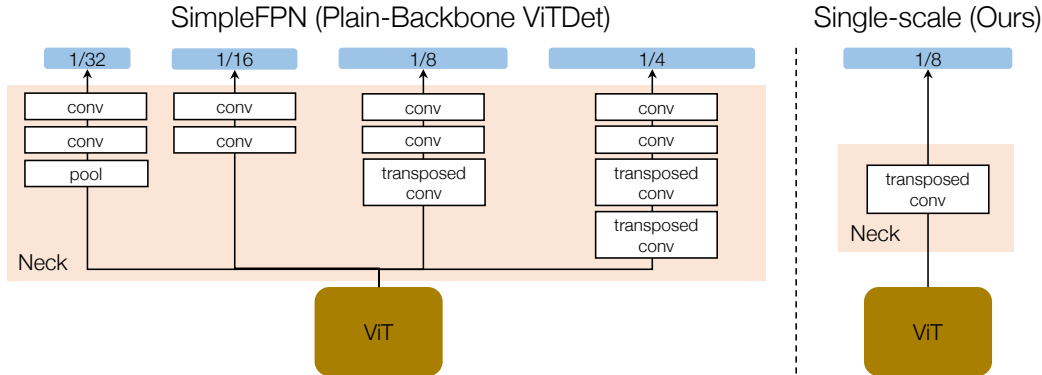 SimpleFPN (Plain-Backbone ViTDet)
Single-scale (Ours)
1/32
1/16
1/8
1/4
1/8
conv
conv
conv
conv
conv
conv
conv
conv
pool
transposed
conv
transposed
conv
transposed
conv
transposed
conv
Neck
Neck
ViT
ViT